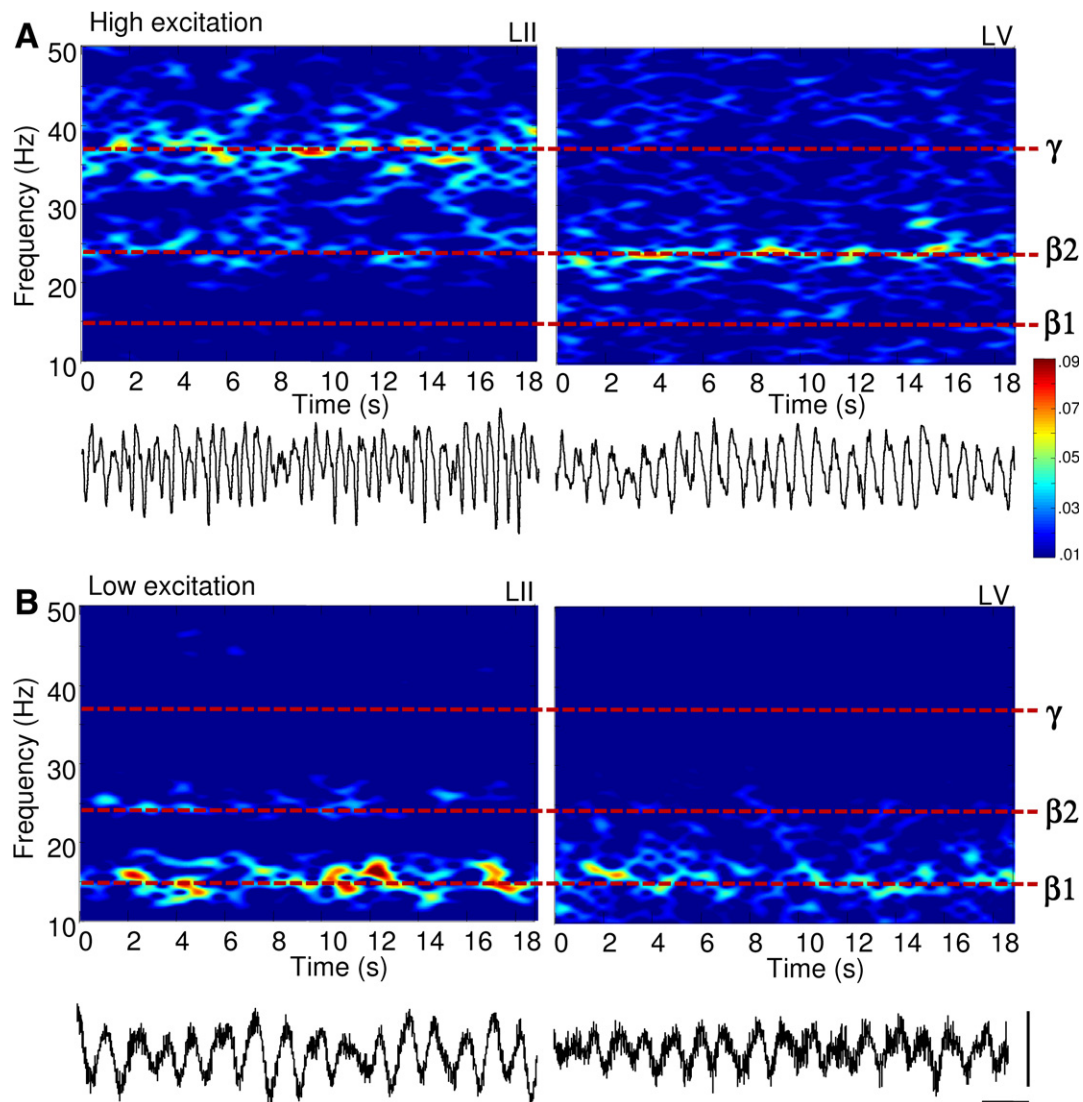 A High excitation LII LV
50
40
30
20
10
Frequency (Hz)
γ
β2
β1
0 2 4 6 8 10 12 14 16 18 0 2 4 6 8 10 12 14 16 18
Time (s) Time (s)
.09
.07
.05
.03
.01
B Low excitation LII LV
50
40
30
20
10
Frequency (Hz)
γ
β2
β1
0 2 4 6 8 10 12 14 16 18 0 2 4 6 8 10 12 14 16 18
Time (s) Time (s)